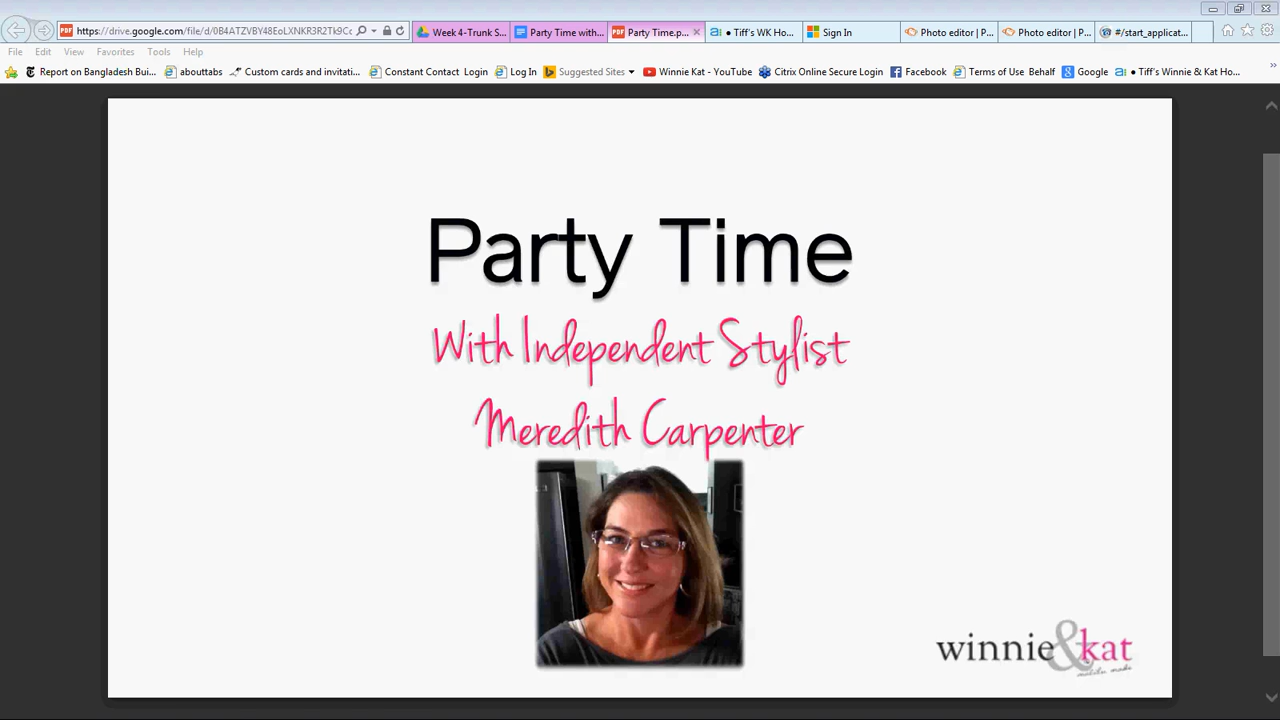 https://drive.google.com/file/d/0B4ATZVBY48EoLXNKR3R2Tk9Cc
Week 4-Trunk S...
Party Time with...
Party Time.p...
Tiff's WK Ho...
Sign In
Photo editor | P...
Photo editor | P...
#/start_applicat...
File Edit View Favorites Tools Help
Report on Bangladesh Bui... abouttabs Custom cards and invitati... Constant Contact Login Log In Suggested Sites Winnie Kat - YouTube Citrix Online Secure Login Facebook Terms of Use Behalf Google Tiff's Winnie & Kat Ho...
Party Time
With Independent Stylist
Meredith Carpenter
winnie&kat